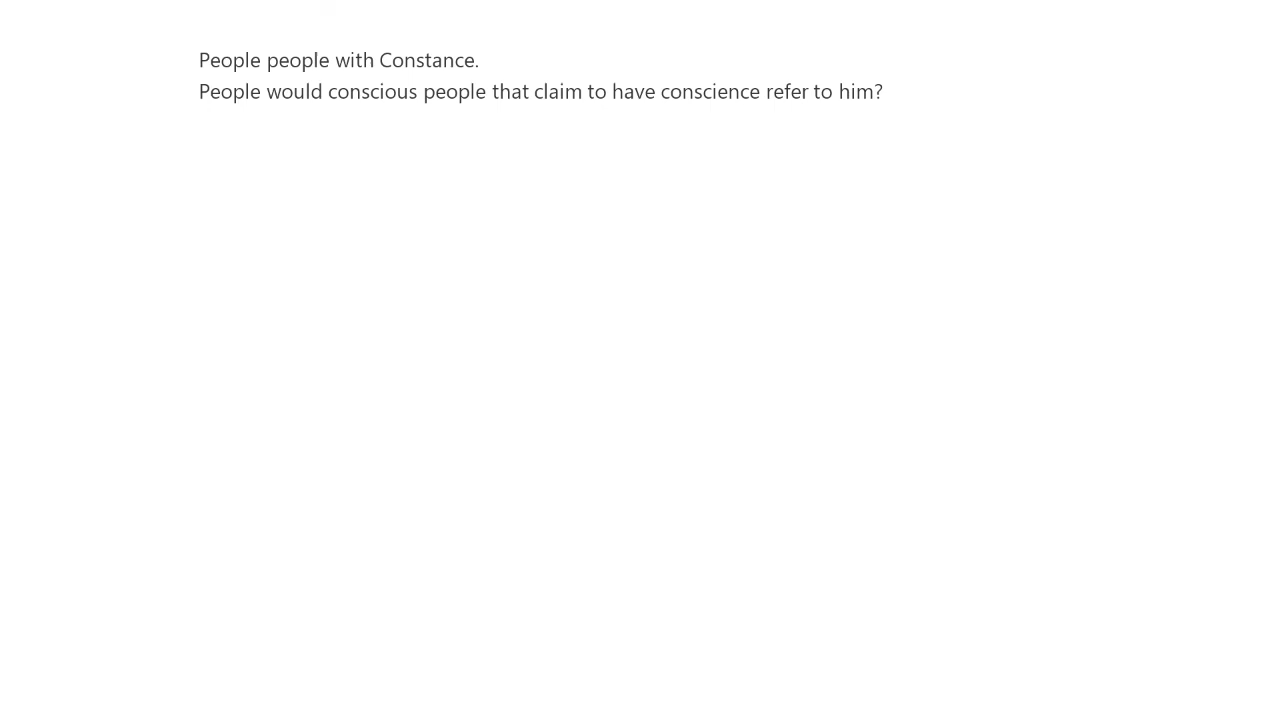 People people with Constance.
People would conscious people that claim to have conscience refer to him?